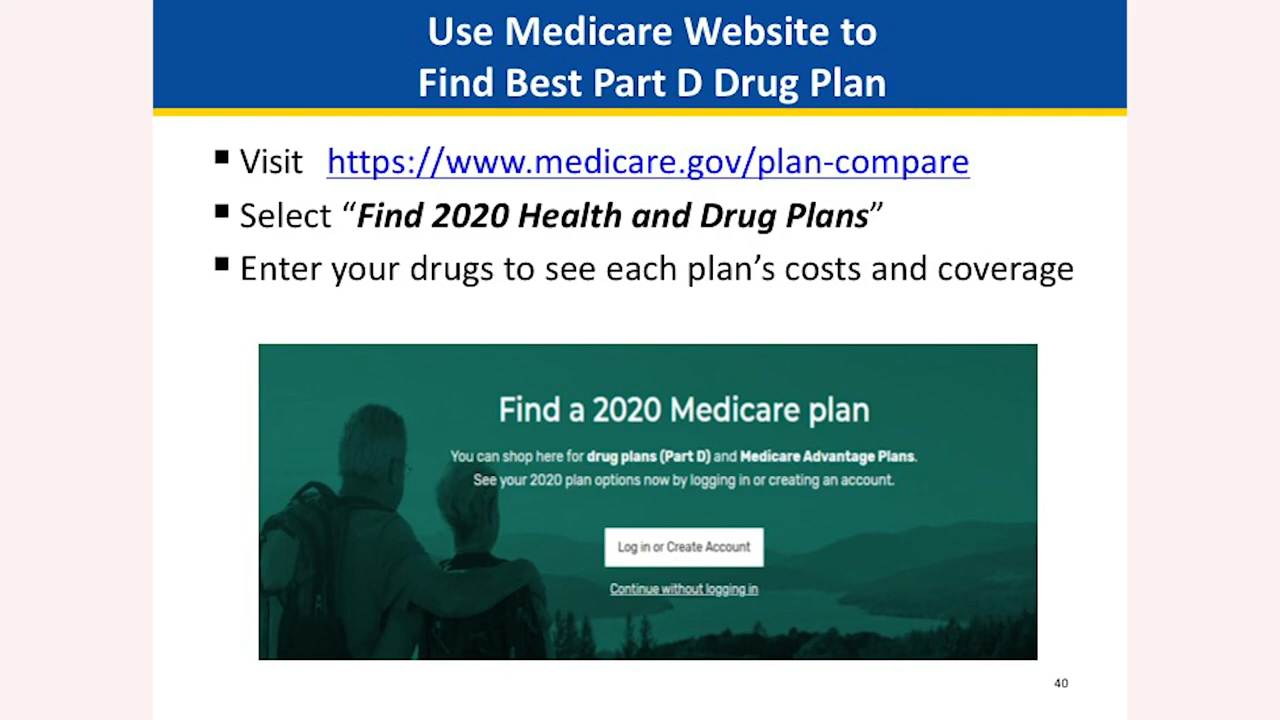 Use Medicare Website to
Find Best Part D Drug Plan
▪ Visit https://www.medicare.gov/plan-compare
▪ Select “Find 2020 Health and Drug Plans”
▪ Enter your drugs to see each plan’s costs and coverage
Find a 2020 Medicare plan
You can shop here for drug plans (Part D) and Medicare Advantage Plans.
See your 2020 plan options now by logging in or creating an account.
Log in or Create Account
Continue without logging in
40